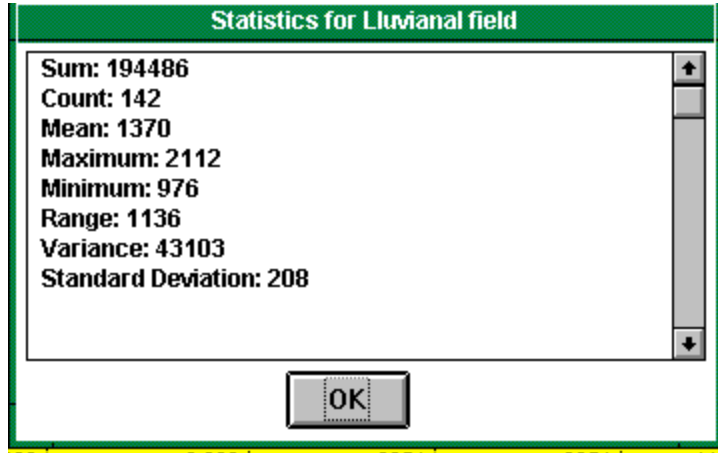 Statistics for Lluvianal field
Sum: 194486
Count: 142
Mean: 1370
Maximum: 2112
Minimum: 976
Range: 1136
Variance: 43103
Standard Deviation: 208
OK